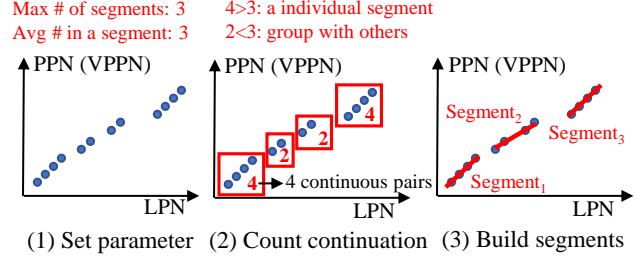 Max # of segments: 3
Avg # in a segment: 3
4>3: a individual segment
2<3: group with others
PPN (VPPN)
LPN
(1) Set parameter
PPN (VPPN)
4
2
2
4
4 continuous pairs
LPN
(2) Count continuation
PPN (VPPN)
Segment₂
Segment₃
Segment₁
LPN
(3) Build segments